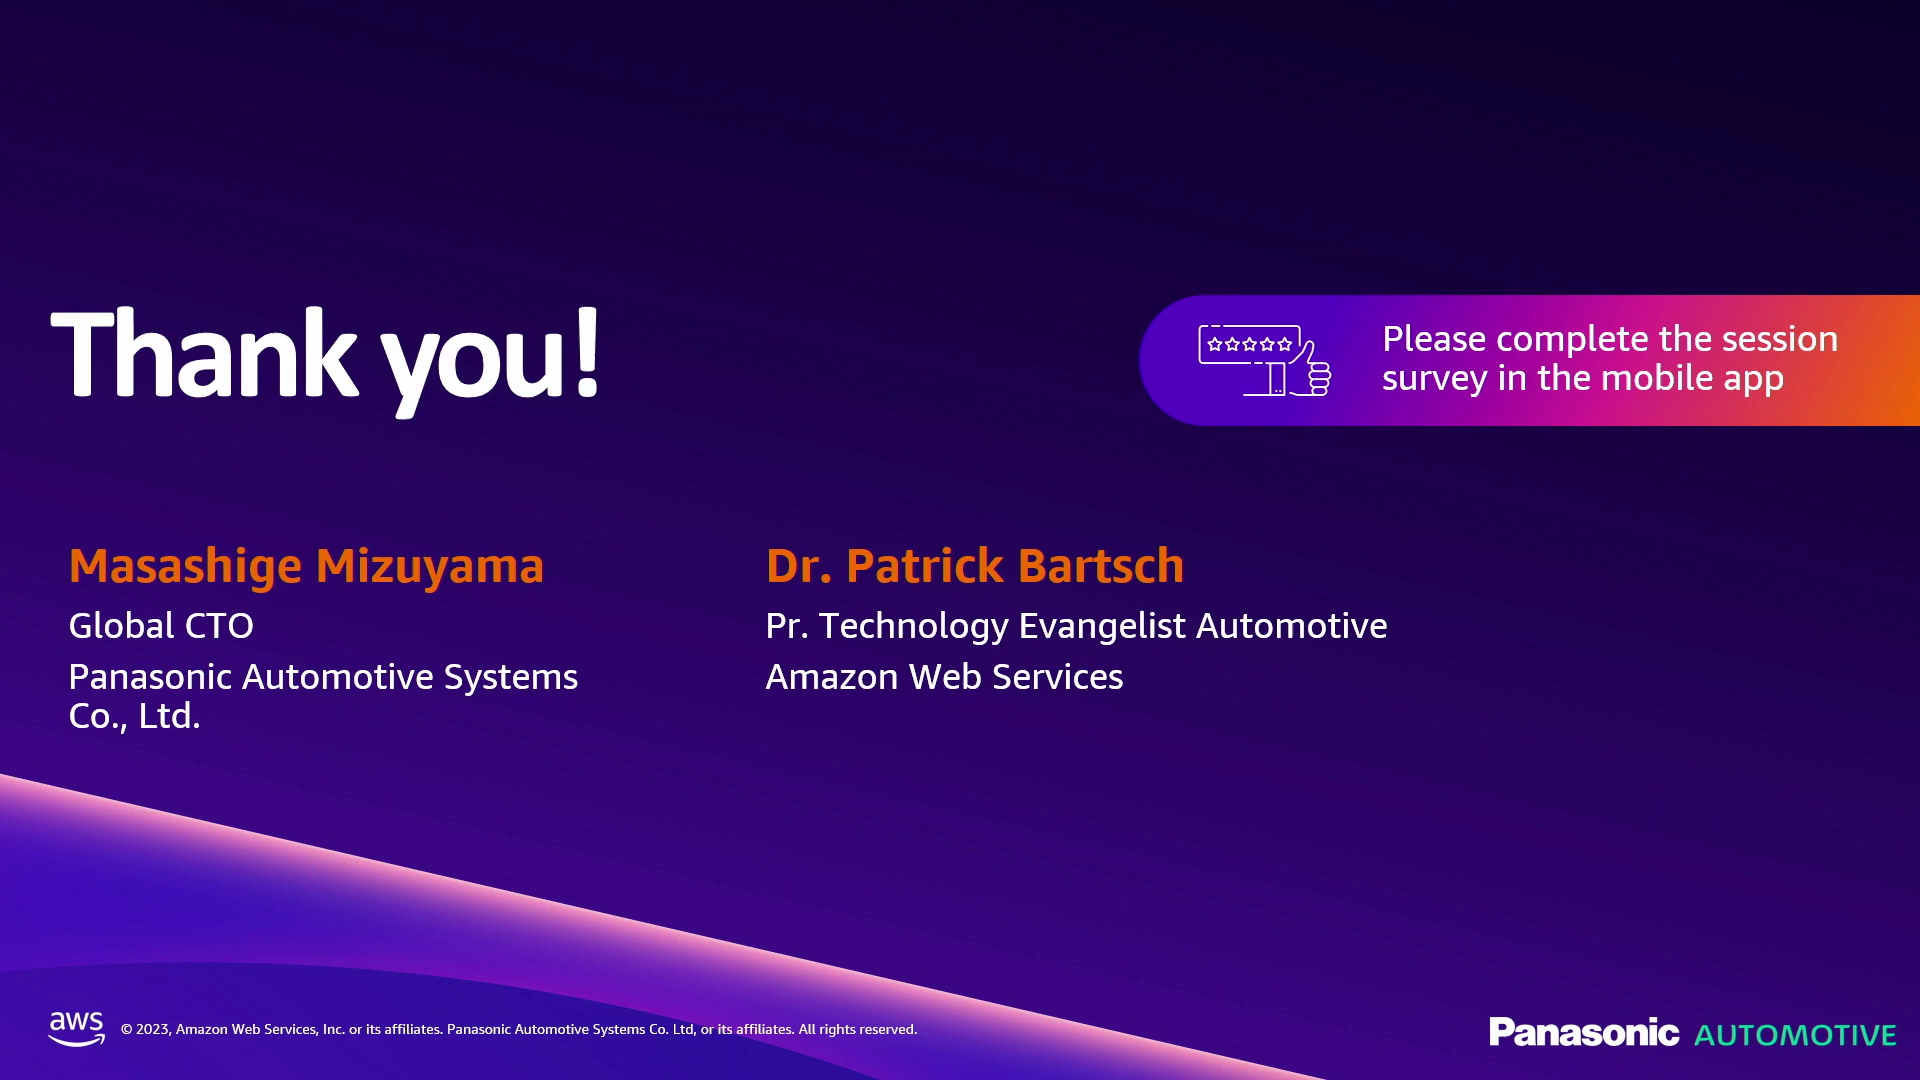 Thank you!
Please complete the session
survey in the mobile app
Masashige Mizuyama
Global CTO
Panasonic Automotive Systems
Co., Ltd.
Dr. Patrick Bartsch
Pr. Technology Evangelist Automotive
Amazon Web Services
aws
© 2023, Amazon Web Services, Inc. or its affiliates. Panasonic Automotive Systems Co. Ltd, or its affiliates. All rights reserved.
Panasonic AUTOMOTIVE